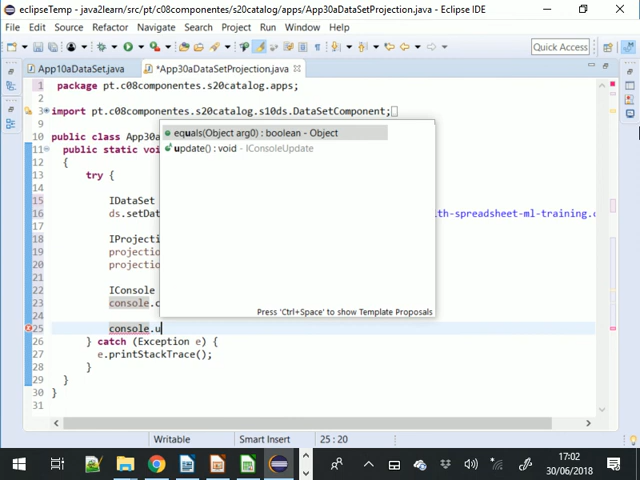 eclipseTemp - java2learn/src/pt/c08componentes/s20catalog/apps/App30aDataSetProjection.java - Eclipse IDE
File Edit Source Refactor Navigate Search Project Run Window Help
Quick Access
App10aDataSet.java *App30aDataSetProjection.java
1 package pt.c08componentes.s20catalog.apps;
2
3 import pt.c08componentes.s20catalog.s10ds.DataSetComponent;
10 public class App30a
11 public static voi
12 {
13 try {
14
15 IDataSet
16 ds.setDat th-spreadsheet-ml-training.c
17
18 IProjecti
19 projection
20 projection
21
22 IConsole
23 console.c
24
25 console.u
26 } catch (Exception e) {
27 e.printStackTrace();
28 }
29 }
30 }
31
equals(Object arg0) : boolean - Object
update() : void - IConsoleUpdate
Press 'Ctrl+Space' to show Template Proposals
Writable Smart Insert 25 : 20
17:02
30/06/2018